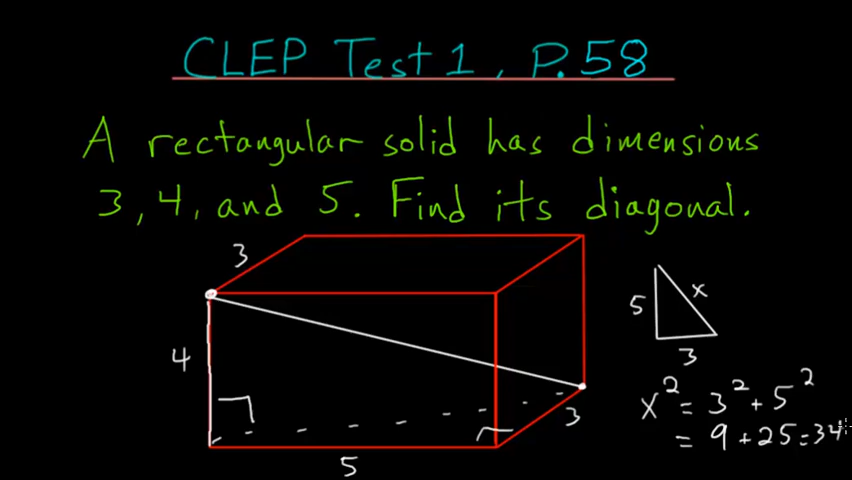 CLEP Test 1, P.58
A rectangular solid has dimensions
3, 4, and 5. Find its diagonal.
3
4
5
3
5
x
3
x² = 3² + 5²
= 9 + 25 = 34